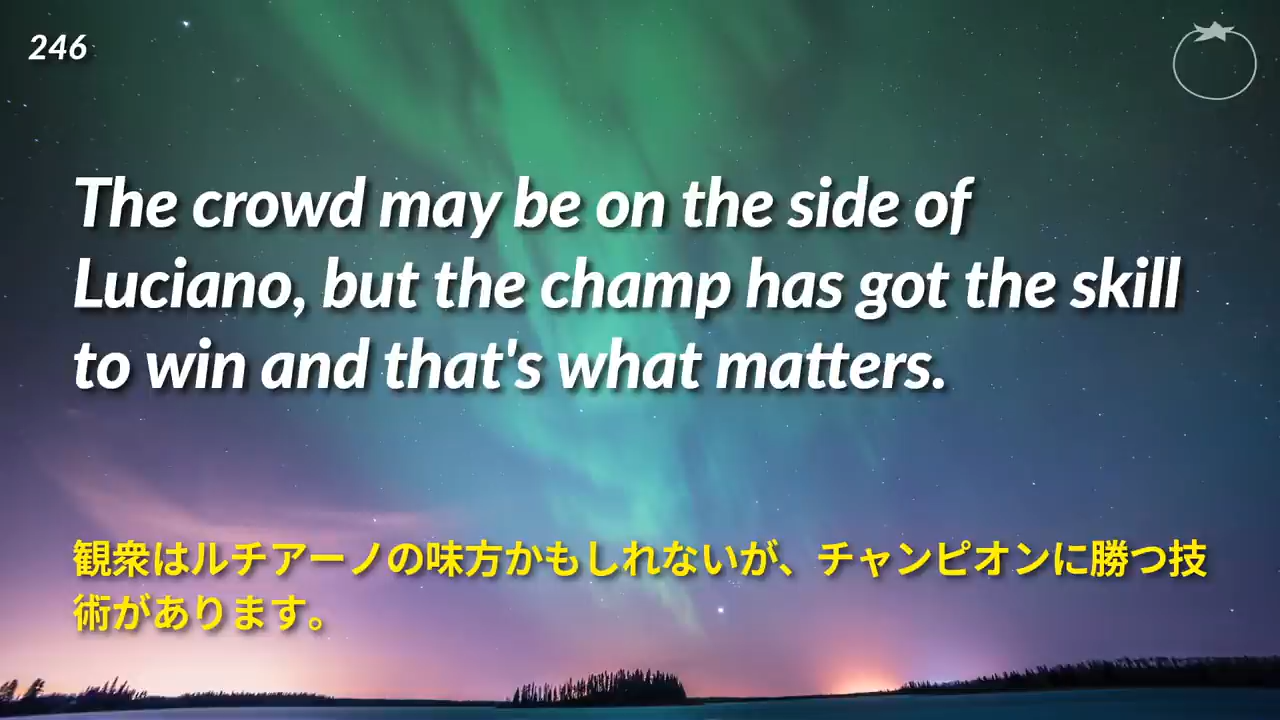 246
The crowd may be on the side of
Luciano, but the champ has got the skill
to win and that's what matters.
観衆はルチアーノの味方かもしれないが、チャンピオンに勝つ技
術があります。